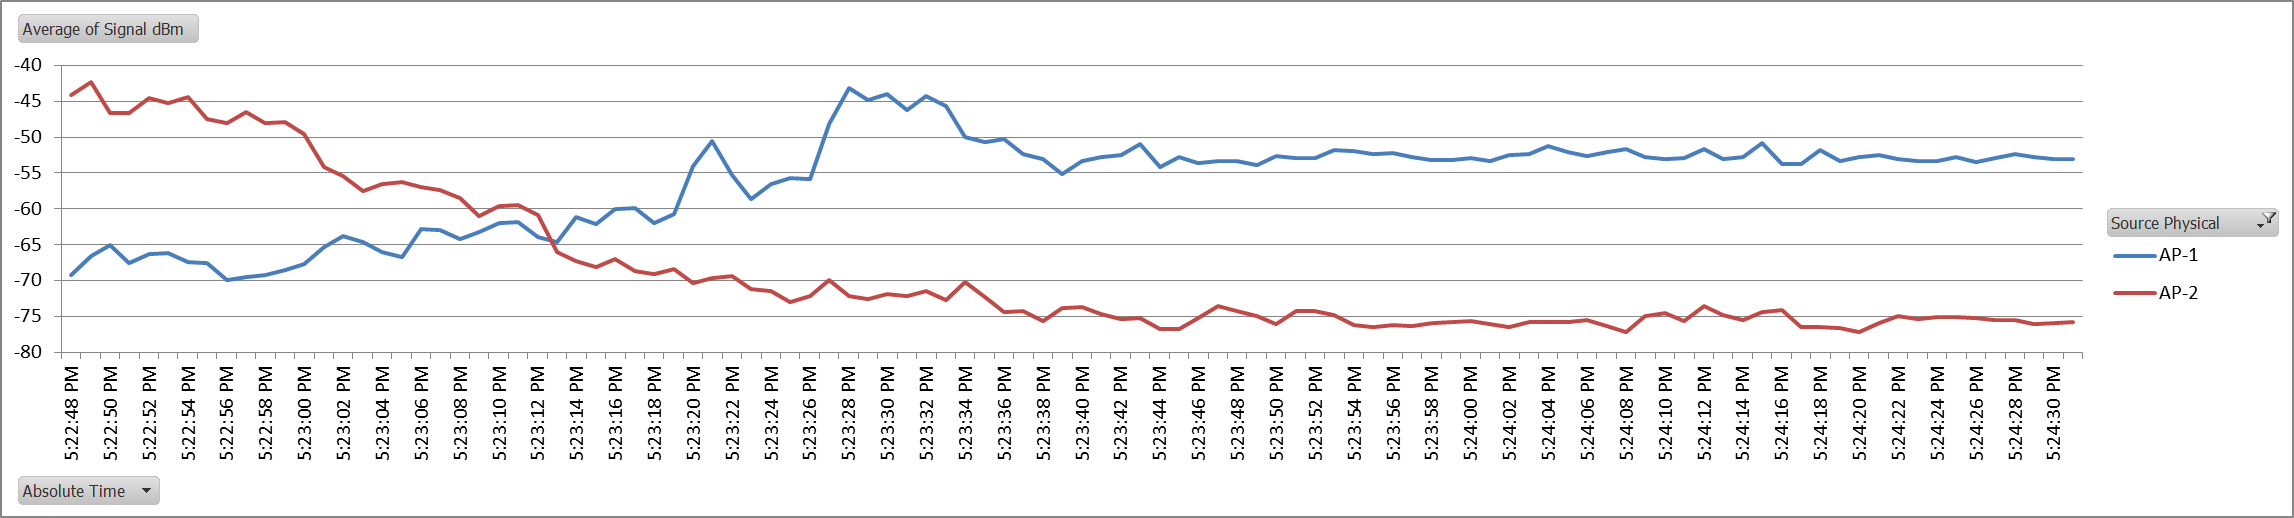 Average of Signal dBm
-40
-45
-50
-55
-60
-65
-70
-75
-80
5:22:48 PM
5:22:50 PM
5:22:52 PM
5:22:54 PM
5:22:56 PM
5:22:58 PM
5:23:00 PM
5:23:02 PM
5:23:04 PM
5:23:06 PM
5:23:08 PM
5:23:10 PM
5:23:12 PM
5:23:14 PM
5:23:16 PM
5:23:18 PM
5:23:20 PM
5:23:22 PM
5:23:24 PM
5:23:26 PM
5:23:28 PM
5:23:30 PM
5:23:32 PM
5:23:34 PM
5:23:36 PM
5:23:38 PM
5:23:40 PM
5:23:42 PM
5:23:44 PM
5:23:46 PM
5:23:48 PM
5:23:50 PM
5:23:52 PM
5:23:54 PM
5:23:56 PM
5:23:58 PM
5:24:00 PM
5:24:02 PM
5:24:04 PM
5:24:06 PM
5:24:08 PM
5:24:10 PM
5:24:12 PM
5:24:14 PM
5:24:16 PM
5:24:18 PM
5:24:20 PM
5:24:22 PM
5:24:24 PM
5:24:26 PM
5:24:28 PM
5:24:30 PM
Source Physical
AP-1
AP-2
Absolute Time